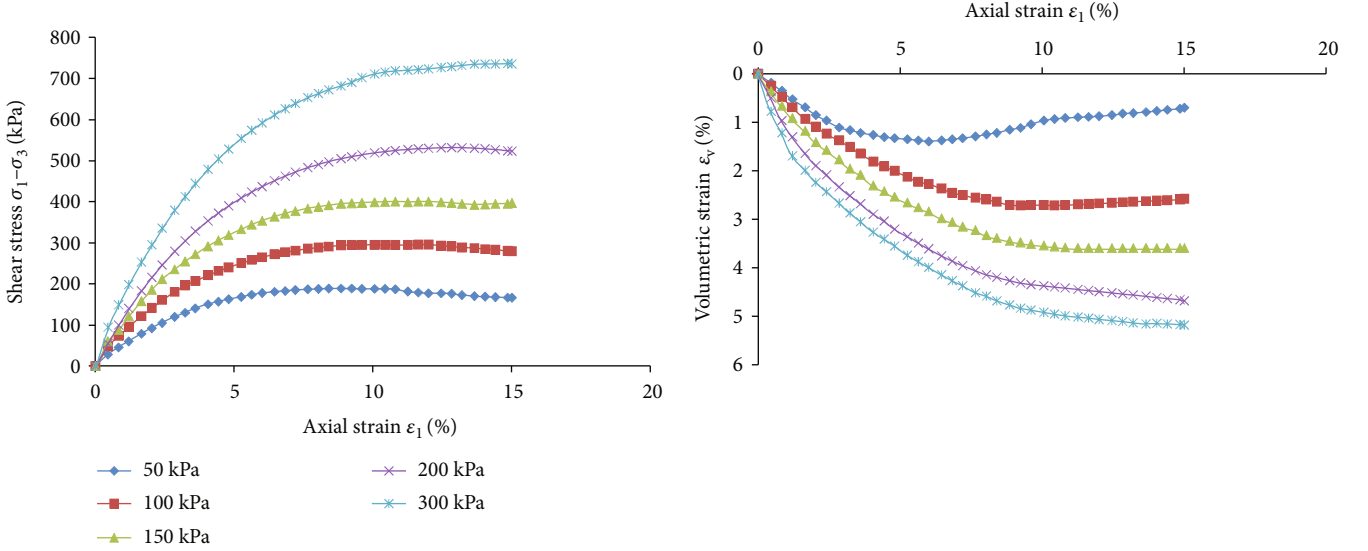 800
700
600
500
400
300
200
100
0
Shear stress σ1–σ3 (kPa)
0 5 10 15 20
Axial strain ε1 (%)
50 kPa
100 kPa
150 kPa
200 kPa
300 kPa
Axial strain ε1 (%)
0 5 10 15 20
0
1
2
3
4
5
6
Volumetric strain εv (%)